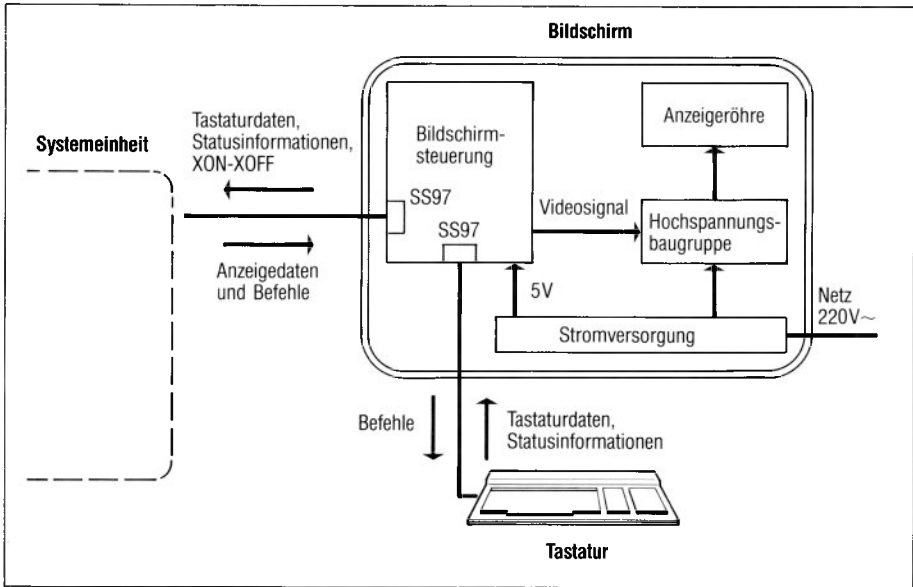 Bildschirm
Systemeinheit
Tastaturdaten,
Statusinformationen,
XON-XOFF
Anzeigedaten
und Befehle
Bildschirm-
steuerung
SS97
SS97
Videosignal
Anzeigeröhre
Hochspannungs-
baugruppe
5V
Stromversorgung
Netz
220V~
Befehle
Tastaturdaten,
Statusinformationen
Tastatur